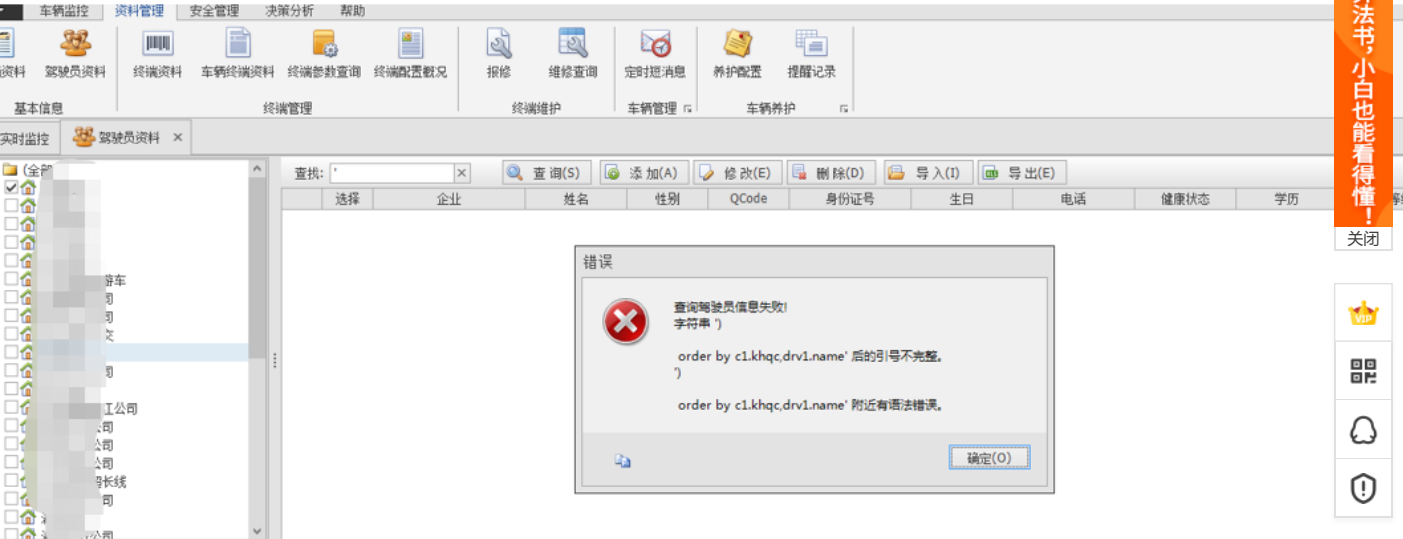 车辆监控 资料管理 安全管理 决策分析 帮助
资料 驾驶员资料 终端资料 车辆终端资料 终端参数查询 终端配置概况 报修 维修查询 定时短消息 养护配置 提醒记录
基本信息 终端管理 终端维护 车辆管理 车辆养护
实时监控 驾驶员资料 ×
(全部
查找: ' × 查询(S) 添加(A) 修改(E) 删除(D) 导入(I) 导出(E)
选择 企业 姓名 性别 QCode 身份证号 生日 电话 健康状态 学历
游车
司
司
交
司
江公司
公司
公司
公司
长线
司
公司
错误
查询驾驶员信息失败!
字符串 ')
order by c1.khqc,drv1.name' 后的引号不完整。
')
order by c1.khqc,drv1.name' 附近有语法错误。
确定(O)
法书，小白也能看得懂！
关闭
VIP